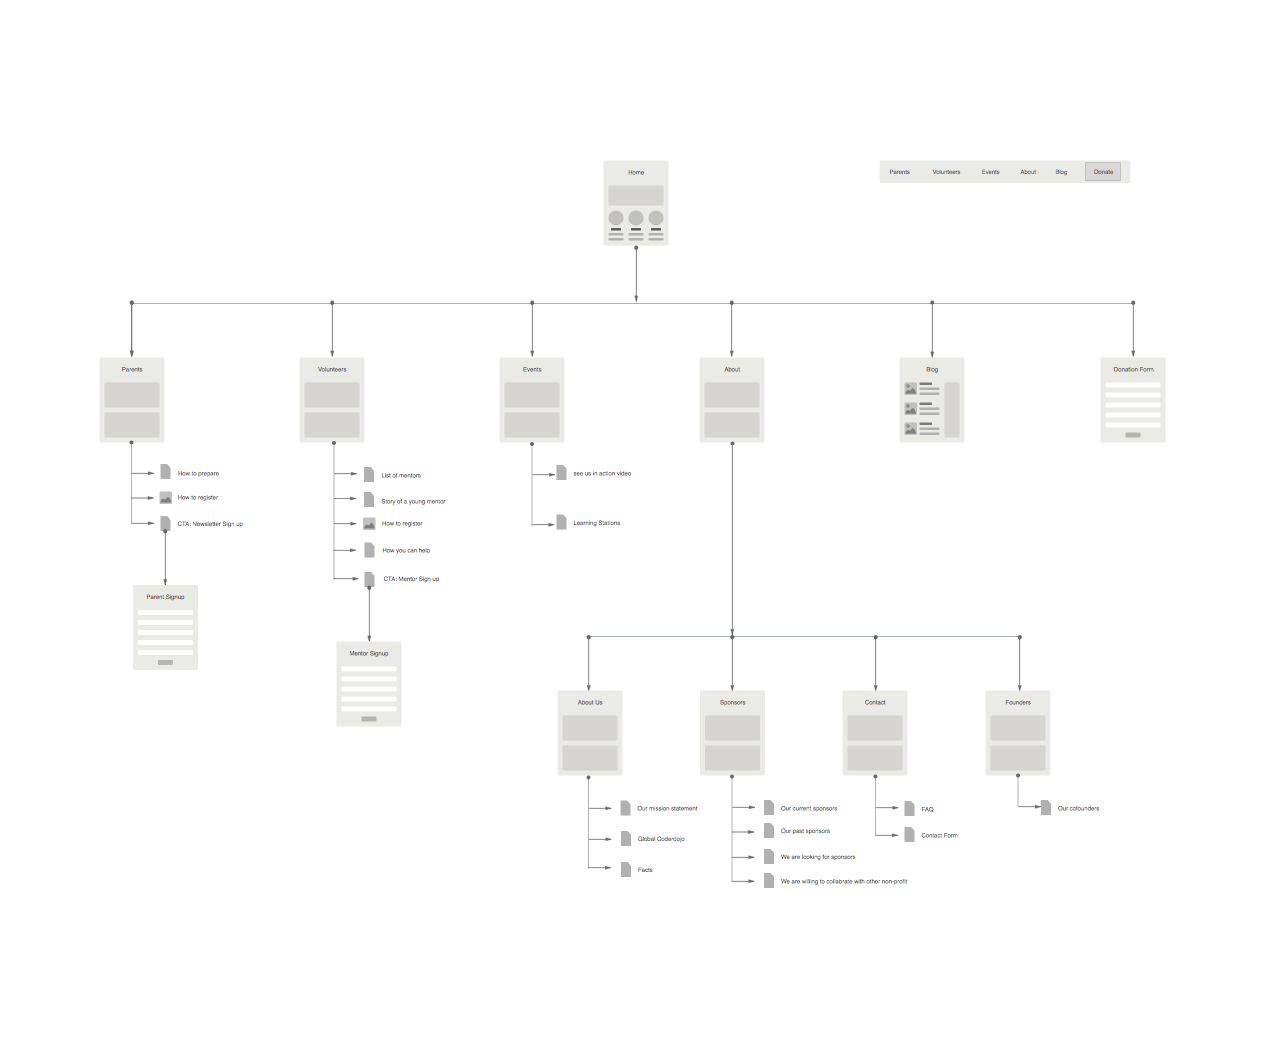 Home
Parents Volunteers Events About Blog Donate
Parents
Volunteers
Events
About
Blog
Donation Form
How to prepare
How to register
CTA: Newsletter Sign up
Parent Signup
List of mentors
Story of a young mentor
How to register
How you can help
CTA: Mentor Sign up
Mentor Signup
see us in action video
Learning Stations
About Us
Sponsors
Contact
Founders
Our mission statement
Global Coderdojo
Facts
Our current sponsors
Our past sponsors
We are looking for sponsors
We are willing to collabrate with other non-profit
FAQ
Contact Form
Our cofounders